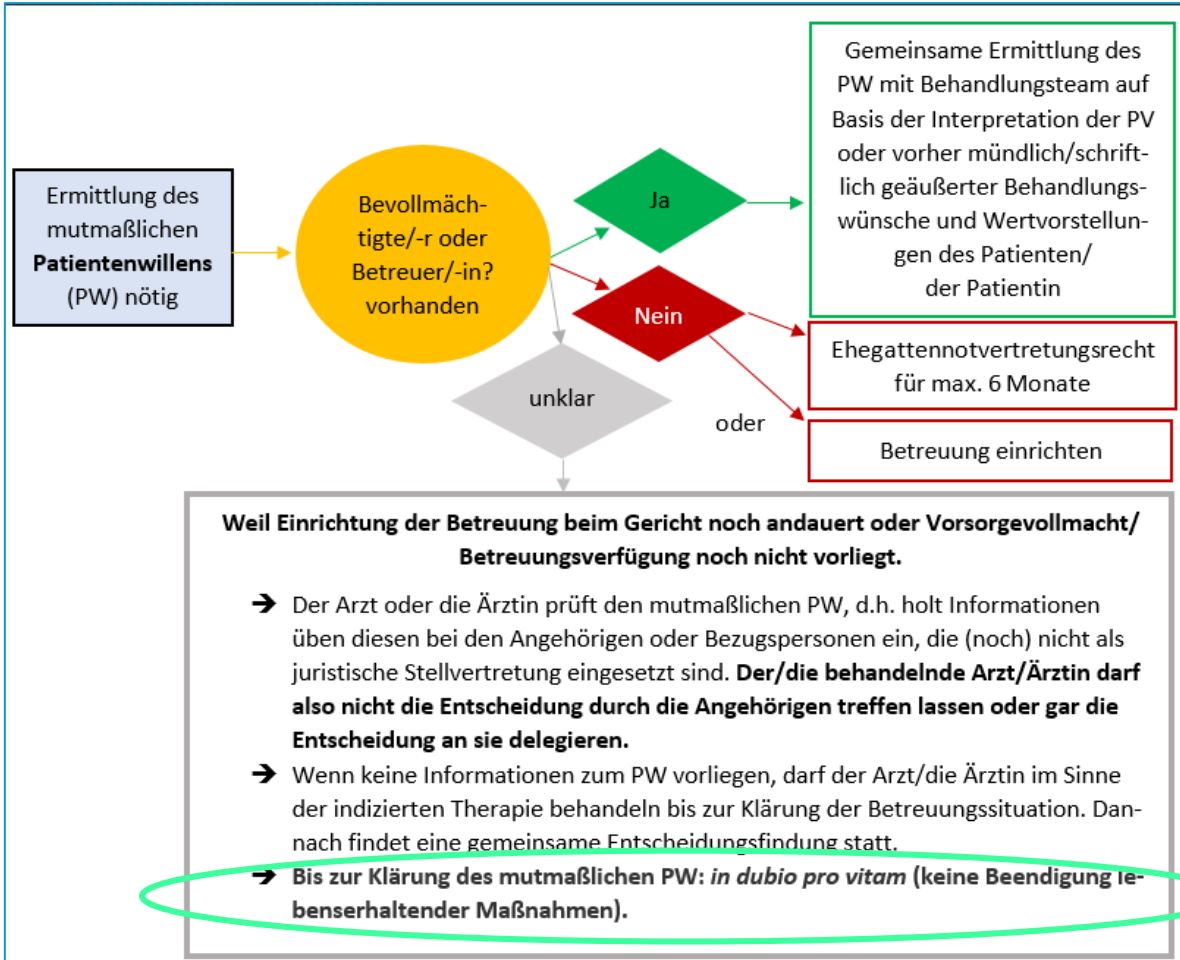 Ermittlung des
mutmaßlichen
Patientenwillens
(PW) nötig
Bevollmäch-
tigte/-r oder
Betreuer/-in?
vorhanden
Ja
Gemeinsame Ermittlung des
PW mit Behandlungsteam auf
Basis der Interpretation der PV
oder vorher mündlich/schrift-
lich geäußerter Behandlungs-
wünsche und Wertvorstellun-
gen des Patienten/
der Patientin
Nein
Ehegattennotvertretungsrecht
für max. 6 Monate
oder
Betreuung einrichten
unklar
Weil Einrichtung der Betreuung beim Gericht noch andauert oder Vorsorgevollmacht/
Betreuungsverfügung noch nicht vorliegt.
➔ Der Arzt oder die Ärztin prüft den mutmaßlichen PW, d.h. holt Informationen
üben diesen bei den Angehörigen oder Bezugspersonen ein, die (noch) nicht als
juristische Stellvertretung eingesetzt sind. Der/die behandelnde Arzt/Ärztin darf
also nicht die Entscheidung durch die Angehörigen treffen lassen oder gar die
Entscheidung an sie delegieren.
➔ Wenn keine Informationen zum PW vorliegen, darf der Arzt/die Ärztin im Sinne
der indizierten Therapie behandeln bis zur Klärung der Betreuungssituation. Dan-
nach findet eine gemeinsame Entscheidungsfindung statt.
➔ Bis zur Klärung des mutmaßlichen PW: in dubio pro vitam (keine Beendigung le-
benserhaltender Maßnahmen).